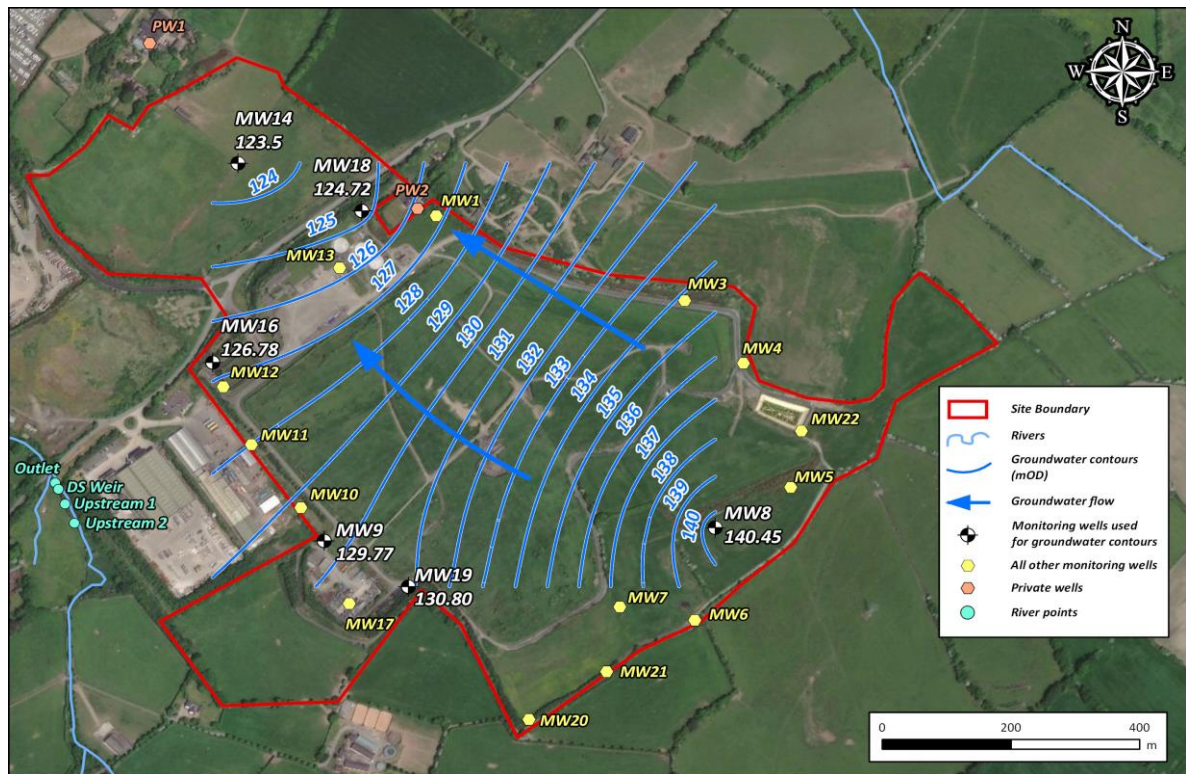 PW1
N
W E
S
MW14
123.5
MW18
124.72
124
PW2
MW1
125
MW13
126
127
128
129
130
131
132
133
134
135
136
137
138
139
140
MW3
MW4
MW16
126.78
MW12
MW11
MW22
MW5
MW10
MW9
129.77
MW8
140.45
MW19
130.80
MW17
MW7
MW6
MW21
MW20
Outlet
DS Weir
Upstream 1
Upstream 2
LEGEND
Site Boundary
Rivers
Groundwater contours
(mOD)
Groundwater flow
Monitoring wells used
for groundwater contours
All other monitoring wells
Private wells
River points
0 200 400
m